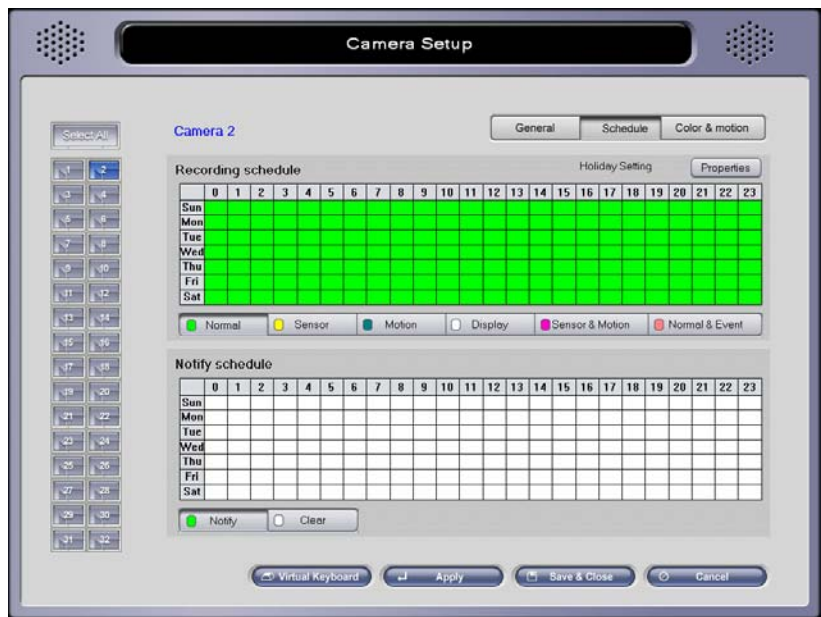 Camera Setup
Select All
1 2
3 4
5 6
7 8
9 10
11 12
13 14
15 16
17 18
19 20
21 22
23 24
25 26
27 28
29 30
31 32
Camera 2
General Schedule Color & motion
Recording schedule Holiday Setting Properties
0 1 2 3 4 5 6 7 8 9 10 11 12 13 14 15 16 17 18 19 20 21 22 23
Sun
Mon
Tue
Wed
Thu
Fri
Sat
Normal Sensor Motion Display Sensor & Motion Normal & Event
Notify schedule
0 1 2 3 4 5 6 7 8 9 10 11 12 13 14 15 16 17 18 19 20 21 22 23
Sun
Mon
Tue
Wed
Thu
Fri
Sat
Notify Clear
Virtual Keyboard Apply Save & Close Cancel